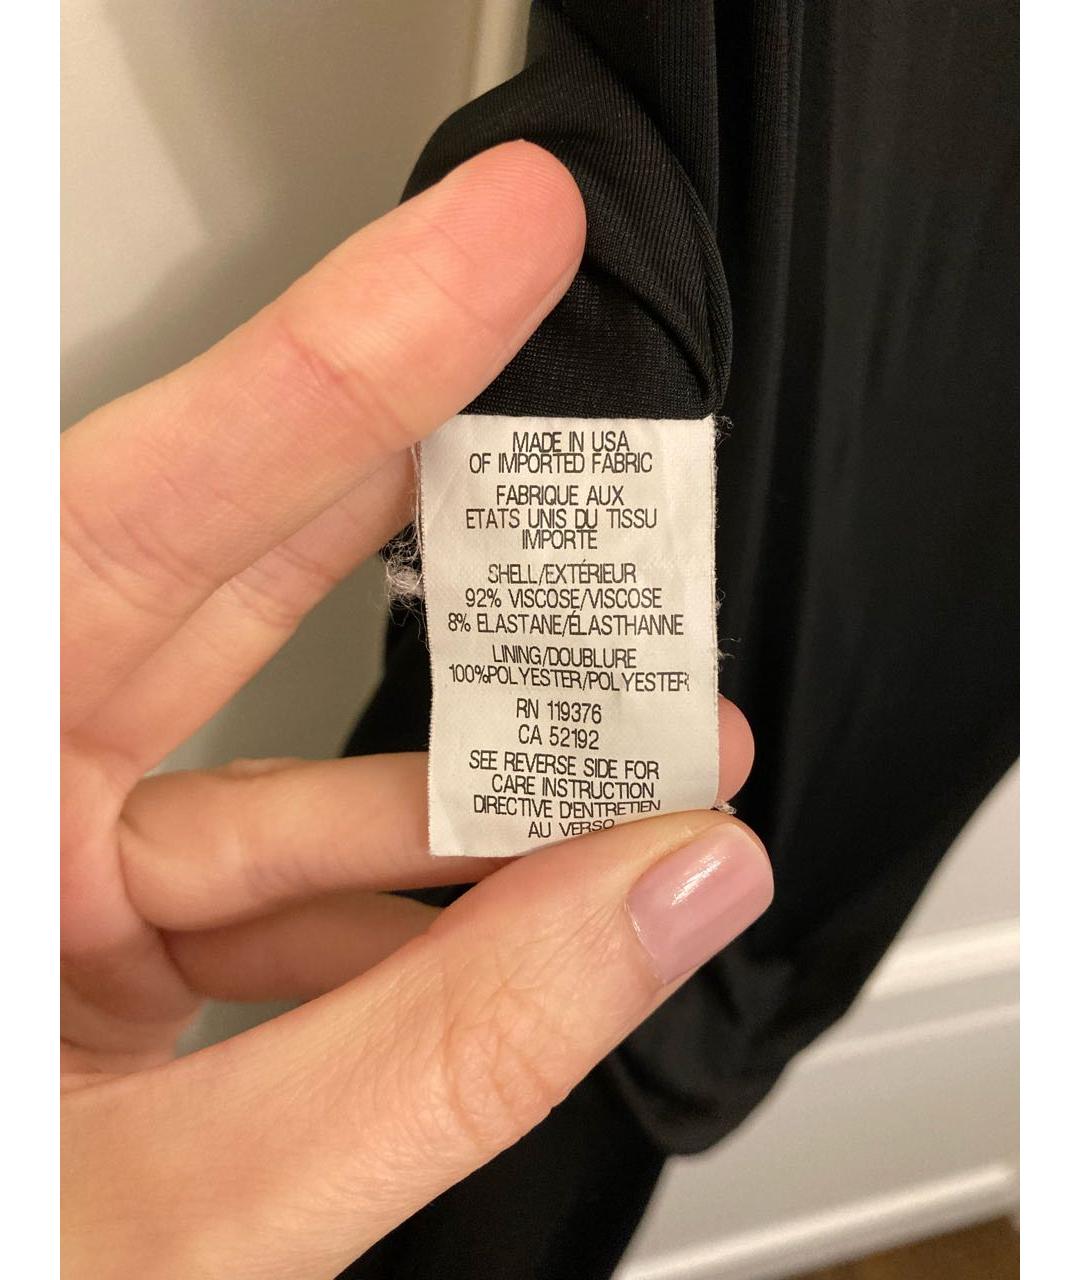 MADE IN USA
OF IMPORTED FABRIC
FABRIQUE AUX
ETATS UNIS DU TISSU
IMPORTE
SHELL/EXTÉRIEUR
92% VISCOSE/VISCOSE
8% ELASTANE/ÉLASTHANNE
LINING/DOUBLURE
100%POLYESTER/POLYESTER
RN 119376
CA 52192
SEE REVERSE SIDE FOR
CARE INSTRUCTION
DIRECTIVE D'ENTRETIEN
AU VERSO